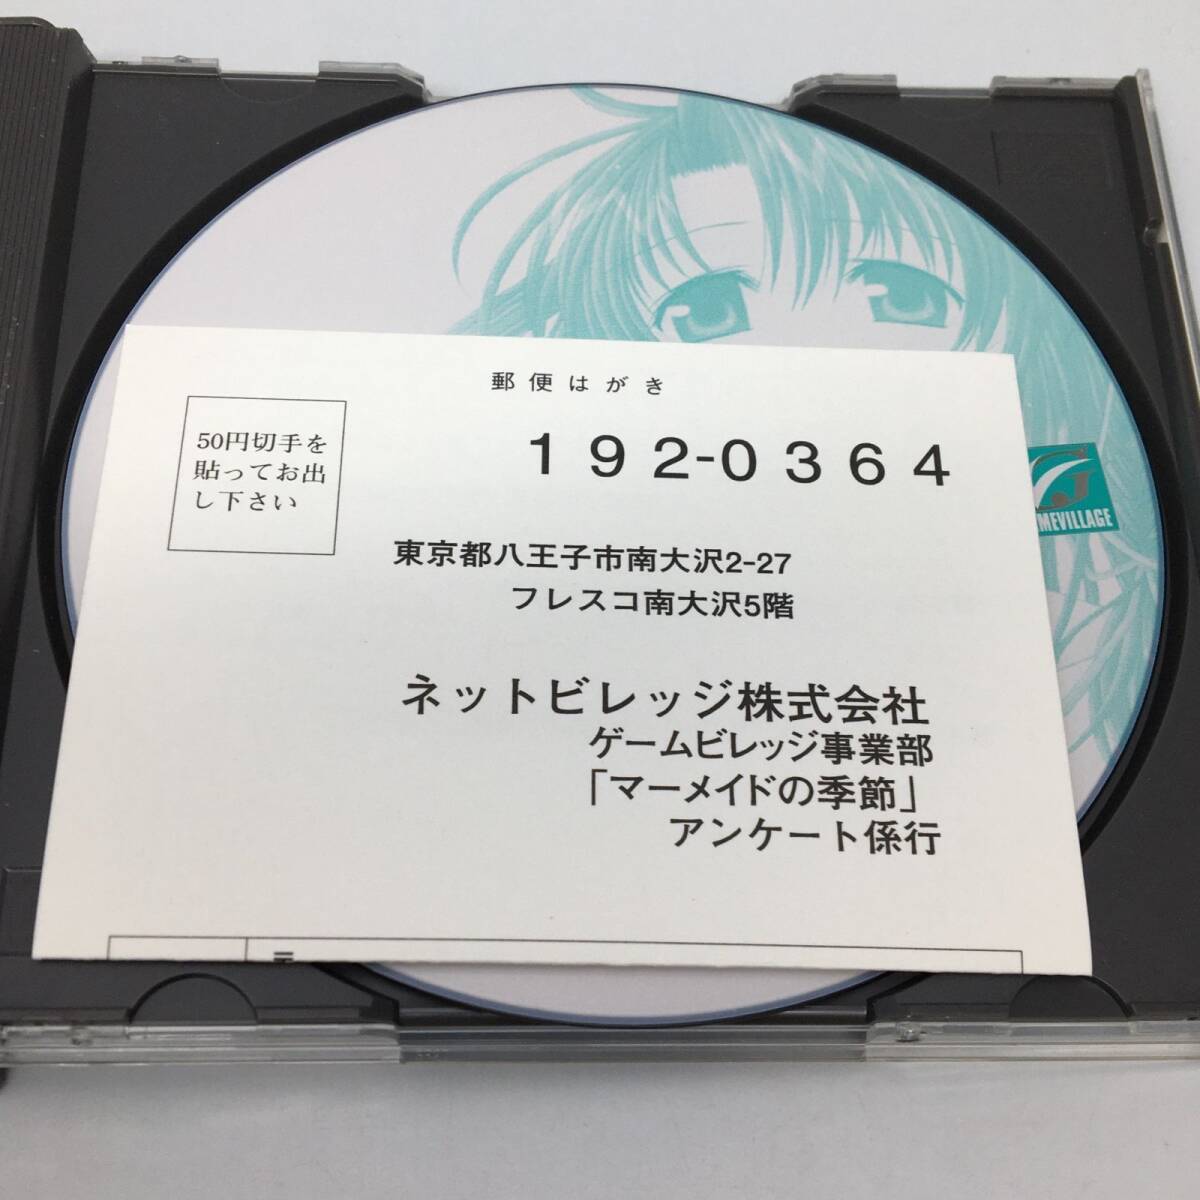 郵便はがき
50円切手を
貼ってお出
し下さい
192-0364
東京都八王子市南大沢2-27
フレスコ南大沢5階
ネットビレッジ株式会社
ゲームビレッジ事業部
「マーメイドの季節」
アンケート係行
MEVILLAGE